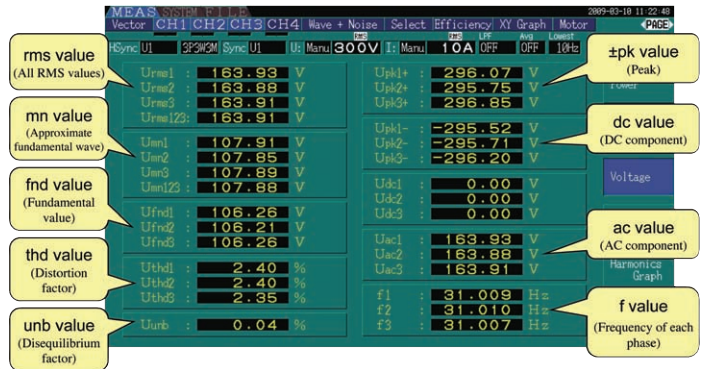 MEAS SYSTEM FILE 2009-03-10 11:22:48
Vector CH1 CH2 CH3 CH4 Wave + Noise Select Efficiency XY Graph Motor PAGE
RMS RMS LPF Avg Lowest
HSync U1 3P3W3M Sync U1 U: Manu 300V I: Manu 10A OFF OFF 10Hz
rms value
(All RMS values)
mn value
(Approximate
fundamental wave)
fnd value
(Fundamental
value)
thd value
(Distortion
factor)
unb value
(Disequilibrium
factor)
Urms1 : 163.93 V
Urms2 : 163.88 V
Urms3 : 163.91 V
Urms123: 163.91 V
Umn1 : 107.91 V
Umn2 : 107.85 V
Umn3 : 107.89 V
Umn123 : 107.88 V
Ufnd1 : 106.26 V
Ufnd2 : 106.21 V
Ufnd3 : 106.26 V
Uthd1 : 2.40 %
Uthd2 : 2.40 %
Uthd3 : 2.35 %
Uunb : 0.04 %
Upk1+ : 296.07 V
Upk2+ : 295.75 V
Upk3+ : 296.85 V
Upk1- : -295.52 V
Upk2- : -295.71 V
Upk3- : -296.20 V
Udc1 : 0.00 V
Udc2 : 0.00 V
Udc3 : 0.00 V
Uac1 : 163.93 V
Uac2 : 163.88 V
Uac3 : 163.91 V
f1 : 31.009 Hz
f2 : 31.010 Hz
f3 : 31.007 Hz
±pk value
(Peak)
Power
dc value
(DC component)
Voltage
ac value
(AC component)
Harmonics
Graph
f value
(Frequency of each
phase)